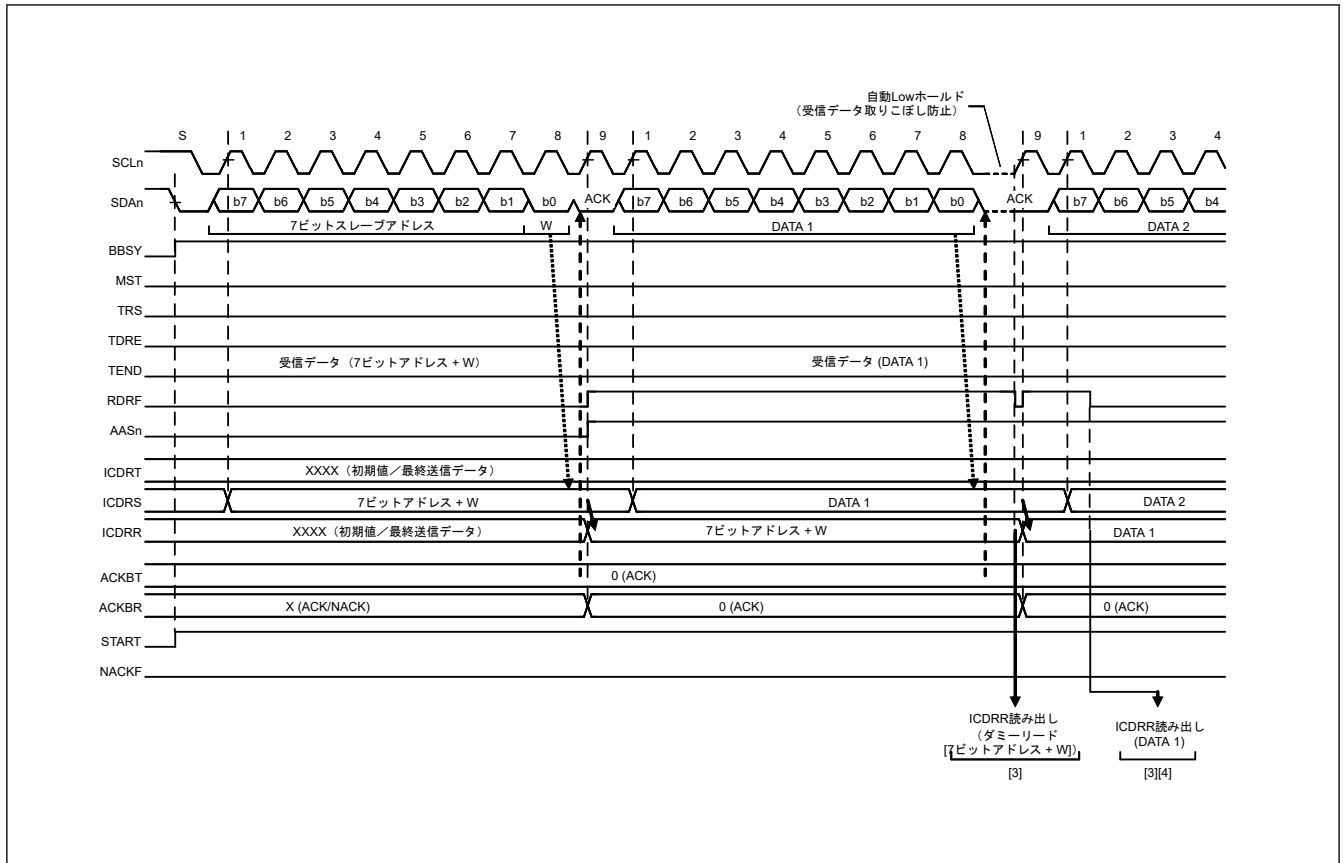 自動Lowホールド
（受信データ取りこぼし防止）
S 1 2 3 4 5 6 7 8 9 1 2 3 4 5 6 7 8 9 1 2 3 4
SCLn
SDAn b7 b6 b5 b4 b3 b2 b1 b0 ACK b7 b6 b5 b4 b3 b2 b1 b0 ACK b7 b6 b5 b4
7ビットスレーブアドレス W DATA 1 DATA 2
BBSY
MST
TRS
TDRE
受信データ（7ビットアドレス + W） 受信データ (DATA 1)
TEND
RDRF
AASn
ICDRT XXXX（初期値／最終送信データ）
ICDRS 7ビットアドレス + W DATA 1 DATA 2
ICDRR XXXX（初期値／最終送信データ） 7ビットアドレス + W DATA 1
ACKBT 0 (ACK)
ACKBR X (ACK/NACK) 0 (ACK) 0 (ACK)
START
NACKF
ICDRR読み出し
（ダミーリード
[7ビットアドレス + W]）
[3]
ICDRR読み出し
(DATA 1)
[3][4]